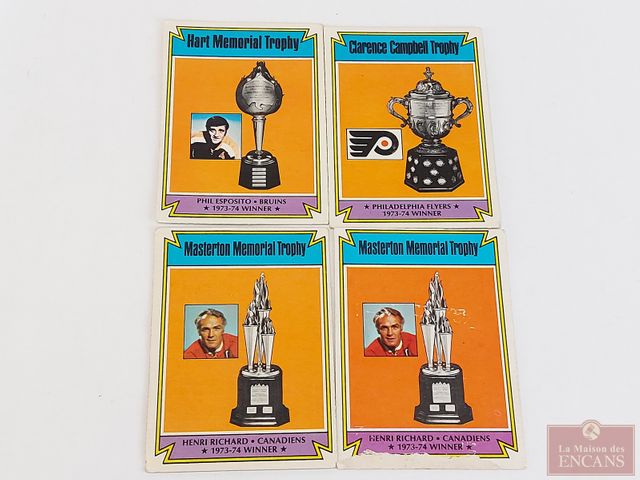 Hart Memorial Trophy
PHIL ESPOSITO • BRUINS
★ 1973-74 WINNER ★
Clarence Campbell Trophy
★ PHILADELPHIA FLYERS ★
1973-74 WINNER
Masterton Memorial Trophy
HENRI RICHARD • CANADIENS
★ 1973-74 WINNER ★
Masterton Memorial Trophy
HENRI RICHARD • CANADIENS
★ 1973-74 WINNER ★
La Maison des
ENCANS